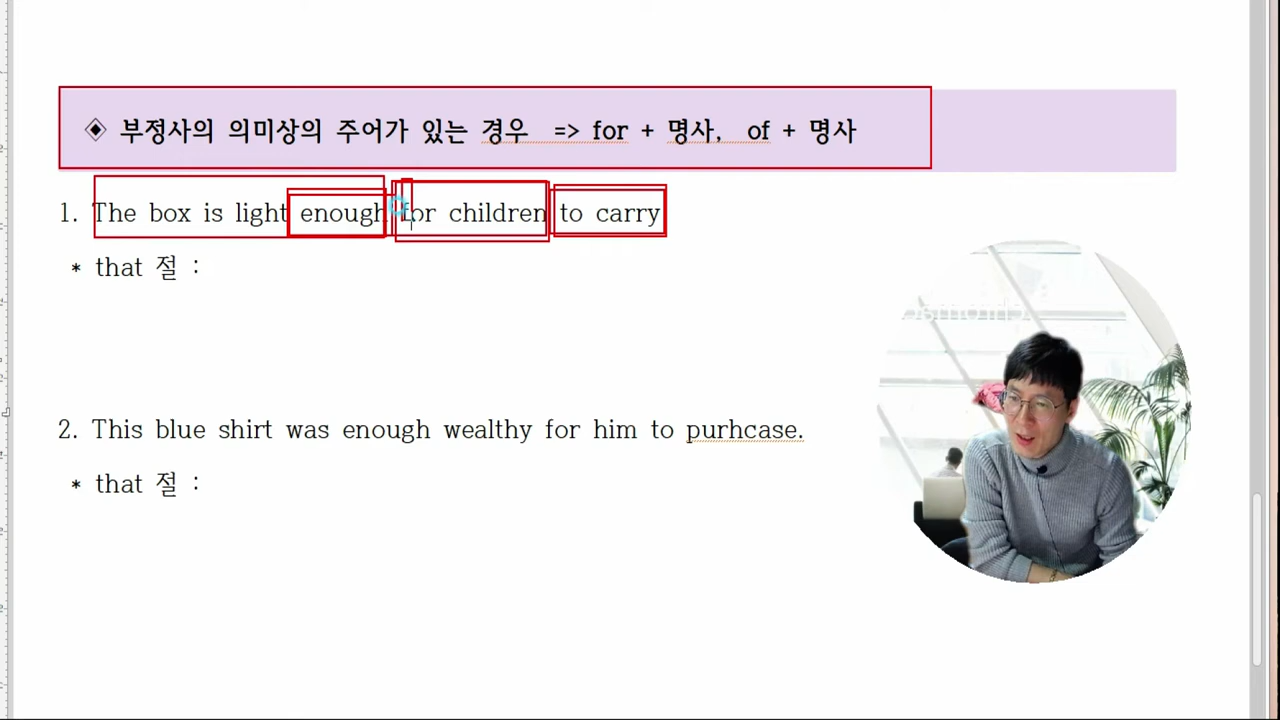 ◈ 부정사의 의미상의 주어가 있는 경우 => for + 명사, of + 명사
1. The box is light enough for children to carry
* that 절 :
2. This blue shirt was enough wealthy for him to purhcase.
* that 절 :